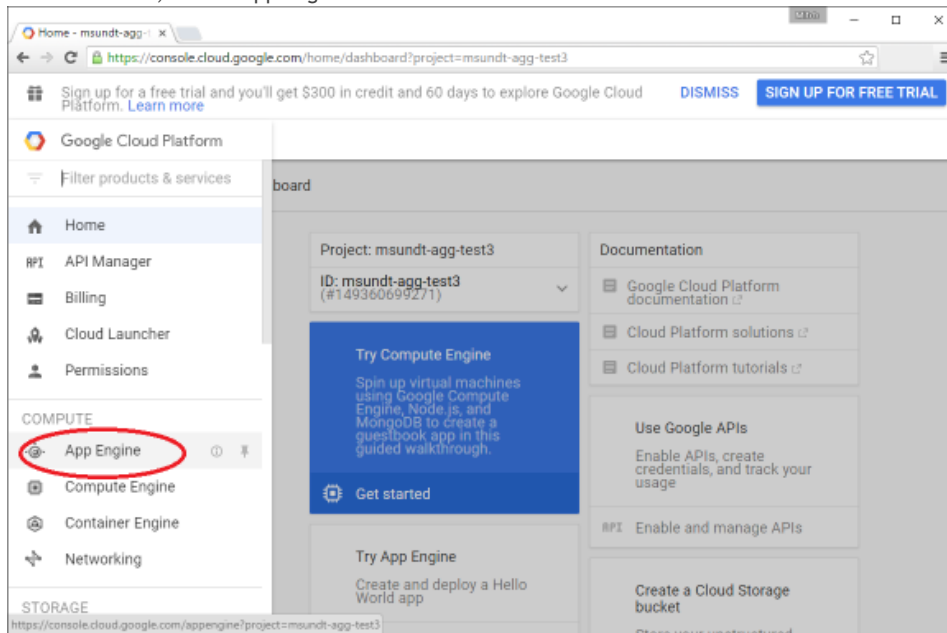 Home - msundt-agg-t
https://console.cloud.google.com/home/dashboard?project=msundt-agg-test3
Sign up for a free trial and you'll get $300 in credit and 60 days to explore Google Cloud
Platform. Learn more
DISMISS
SIGN UP FOR FREE TRIAL
Google Cloud Platform
Filter products & services
board
Home
API API Manager
Billing
Cloud Launcher
Permissions
COMPUTE
App Engine
Compute Engine
Container Engine
Networking
STORAGE
https://console.cloud.google.com/appengine?project=msundt-agg-test3
Project: msundt-agg-test3
ID: msundt-agg-test3
(#149360699271)
Try Compute Engine
Spin up virtual machines
using Google Compute
Engine, Node.js, and
MongoDB to create a
guestbook app in this
guided walkthrough.
Get started
Try App Engine
Create and deploy a Hello
World app
Documentation
Google Cloud Platform
documentation
Cloud Platform solutions
Cloud Platform tutorials
Use Google APIs
Enable APIs, create
credentials, and track your
usage
API Enable and manage APIs
Create a Cloud Storage
bucket